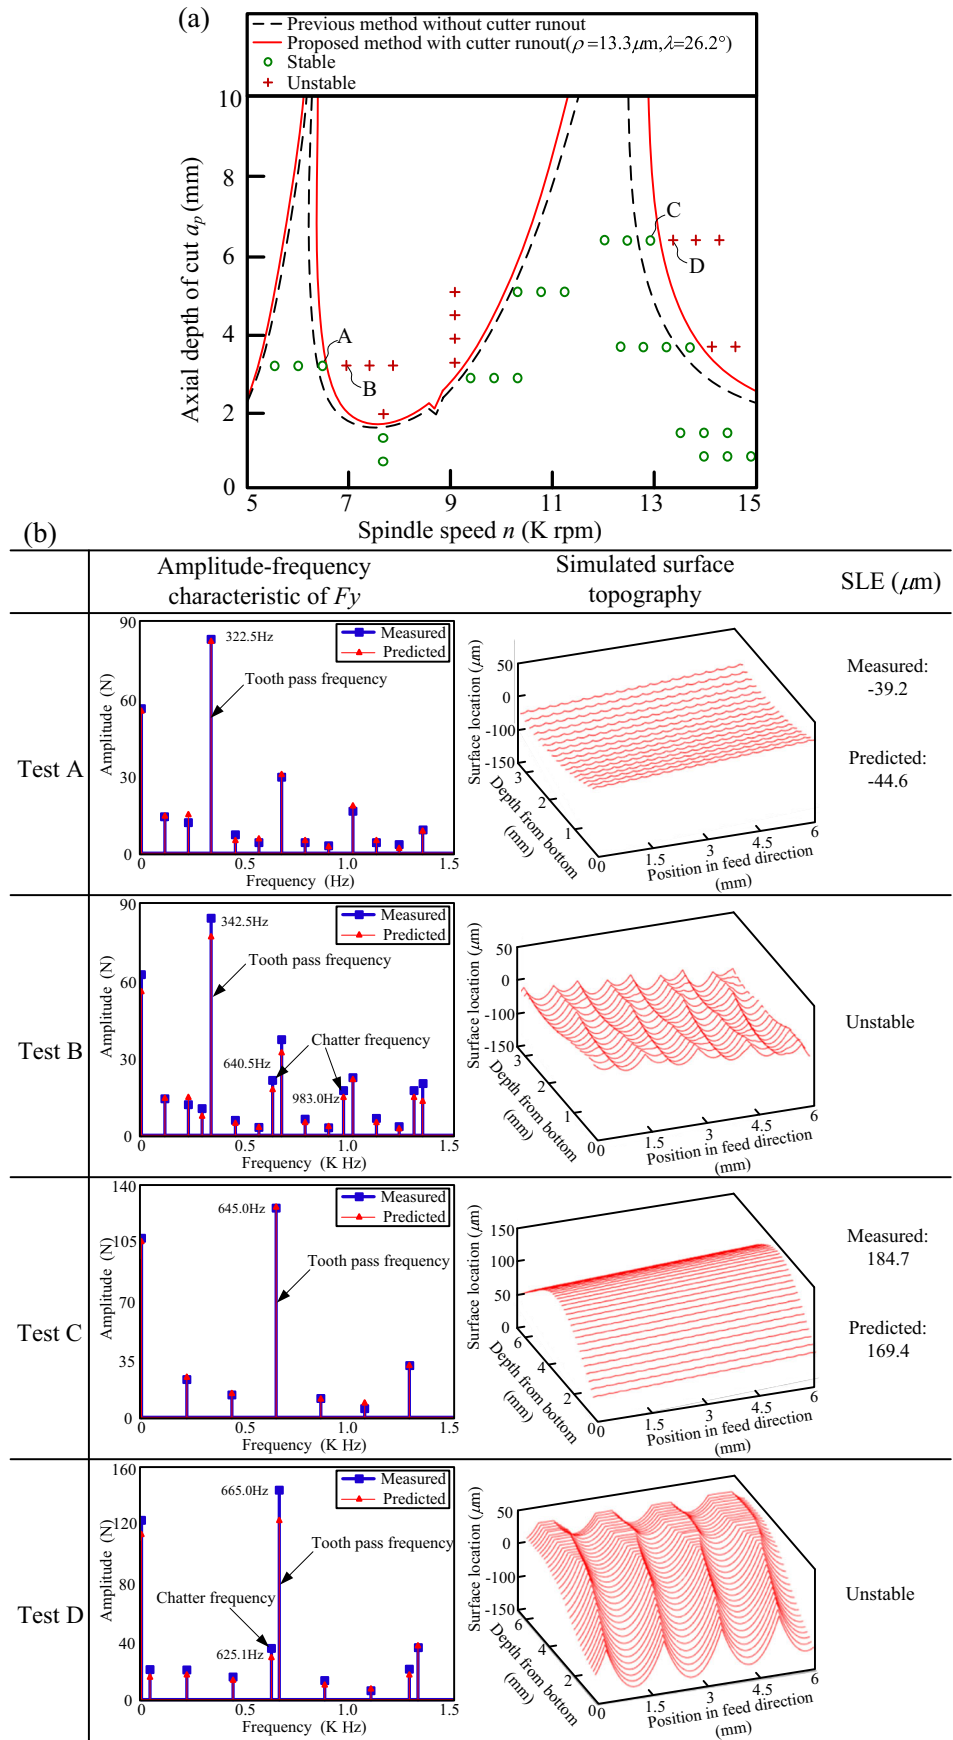 (a)
Previous method without cutter runout
Proposed method with cutter runout(ρ=13.3μm,λ=26.2°)
Stable
Unstable
10
8
6
4
2
0
Axial depth of cut ap (mm)
A
B
C
D
5
7
9
11
13
15
Spindle speed n (K rpm)
(b)
Amplitude-frequency
characteristic of Fy
Simulated surface
topography
SLE (μm)
Test A
90
60
30
0
Amplitude (N)
322.5Hz
Tooth pass frequency
Measured
Predicted
0
0.5
1.0
1.5
Frequency (Hz)
50
0
-100
-150
Surface location (μm)
3
2
1
0
Depth from bottom
(mm)
0
1.5
3
4.5
6
Position in feed direction
(mm)
Measured:
-39.2
Predicted:
-44.6
Test B
90
60
30
0
Amplitude (N)
342.5Hz
Tooth pass frequency
Chatter frequency
640.5Hz
983.0Hz
Measured
Predicted
0
0.5
1.0
1.5
Frequency (K Hz)
50
0
-100
-150
Surface location (μm)
3
2
1
0
Depth from bottom
(mm)
0
1.5
3
4.5
6
Position in feed direction
(mm)
Unstable
Test C
140
105
70
35
0
Amplitude (N)
645.0Hz
Tooth pass frequency
Measured
Predicted
0
0.5
1.0
1.5
Frequency (K Hz)
150
100
50
0
Surface location (μm)
6
4
2
0
Depth from bottom
(mm)
0
1.5
3
4.5
6
Position in feed direction
(mm)
Measured:
184.7
Predicted:
169.4
Test D
160
120
80
40
0
Amplitude (N)
665.0Hz
Tooth pass frequency
Chatter frequency
625.1Hz
Measured
Predicted
0
0.5
1.0
1.5
Frequency (K Hz)
50
0
-100
-150
Surface location (μm)
6
4
2
0
Depth from bottom
(mm)
0
1.5
3
4.5
6
Position in feed direction
(mm)
Unstable